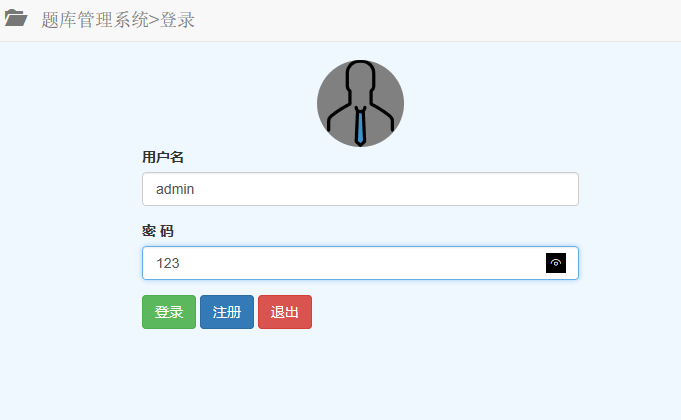 题库管理系统>登录
用户名
admin
密 码
123
登录 注册 退出